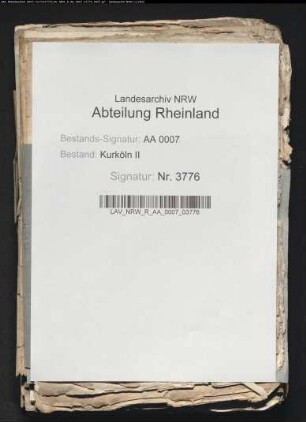 Landesarchiv NRW
Abteilung Rheinland
Bestands-Signatur: AA 0007
Bestand: Kurköln II
Signatur: Nr. 3776
LAV_NRW_R_AA_0007_03776